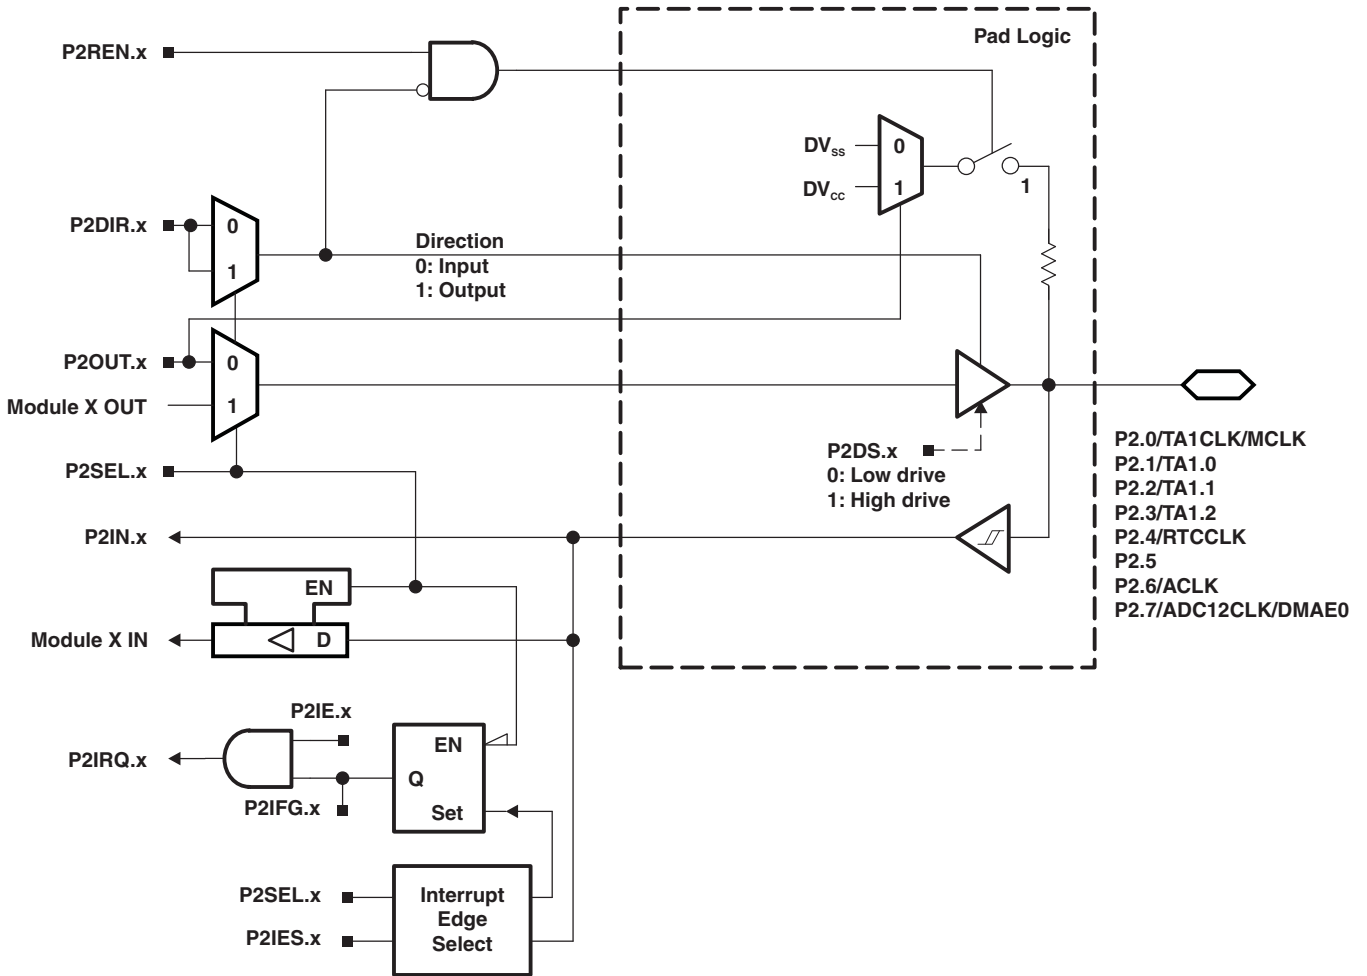 Pad Logic
P2REN.x
DVss
0
DVcc
1
1
P2DIR.x
0
1
Direction
0: Input
1: Output
P2OUT.x
0
Module X OUT
1
P2SEL.x
P2DS.x
0: Low drive
1: High drive
P2.0/TA1CLK/MCLK
P2.1/TA1.0
P2.2/TA1.1
P2.3/TA1.2
P2.4/RTCCLK
P2.5
P2.6/ACLK
P2.7/ADC12CLK/DMAE0
P2IN.x
EN
Module X IN
D
P2IE.x
P2IRQ.x
EN
Q
P2IFG.x
Set
P2SEL.x
P2IES.x
Interrupt
Edge
Select